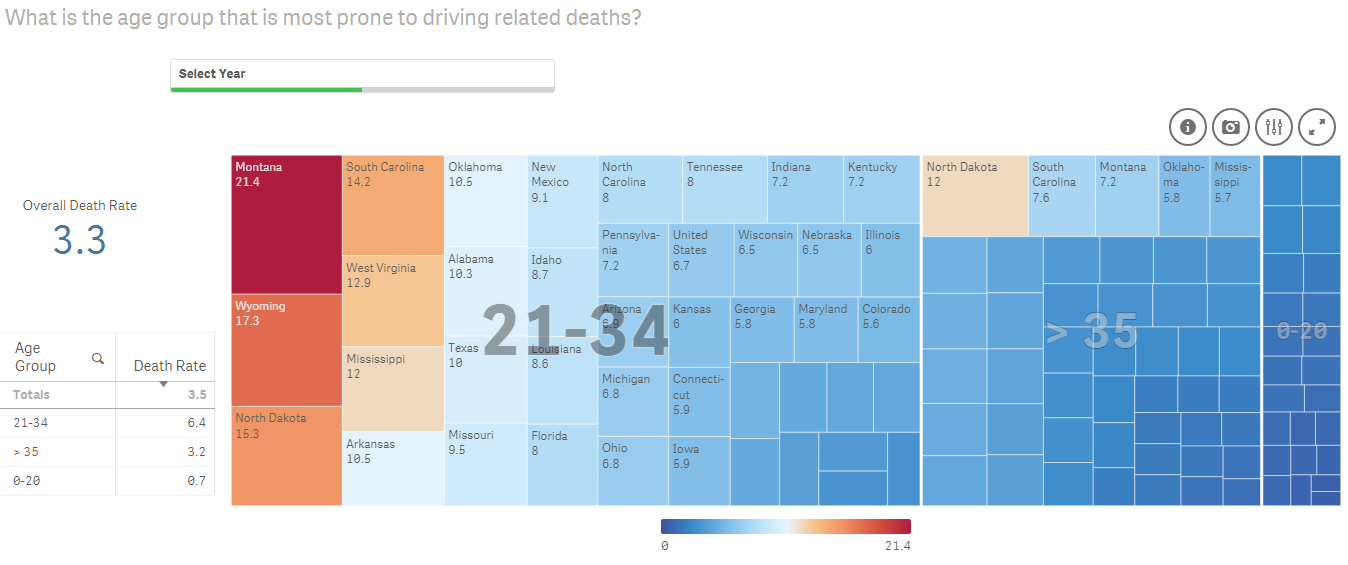 What is the age group that is most prone to driving related deaths?
Select Year
Overall Death Rate
3.3
Age
Group
Death Rate
Totals
3.5
21-34
6.4
> 35
3.2
0-20
0.7
Montana
21.4
Wyoming
17.3
North Dakota
15.3
South Carolina
14.2
West Virginia
12.9
Mississippi
12
Arkansas
10.5
Oklahoma
10.5
Alabama
10.3
Texas
10
Missouri
9.5
New
Mexico
9.1
Idaho
8.7
Louisiana
8.6
Florida
8
North
Carolina
8
Tennessee
8
Indiana
7.2
Kentucky
7.2
Pennsylva-
nia
7.2
United
States
6.7
Wisconsin
6.5
Nebraska
6.5
Illinois
6
Arizona
6.9
Kansas
6
Georgia
5.8
Maryland
5.8
Colorado
5.6
Michigan
6.8
Connecti-
cut
5.9
Ohio
6.8
Iowa
5.9
21-34
North Dakota
12
South
Carolina
7.6
Montana
7.2
Oklaho-
ma
5.8
Missis-
sippi
5.7
> 35
0-20
0
21.4